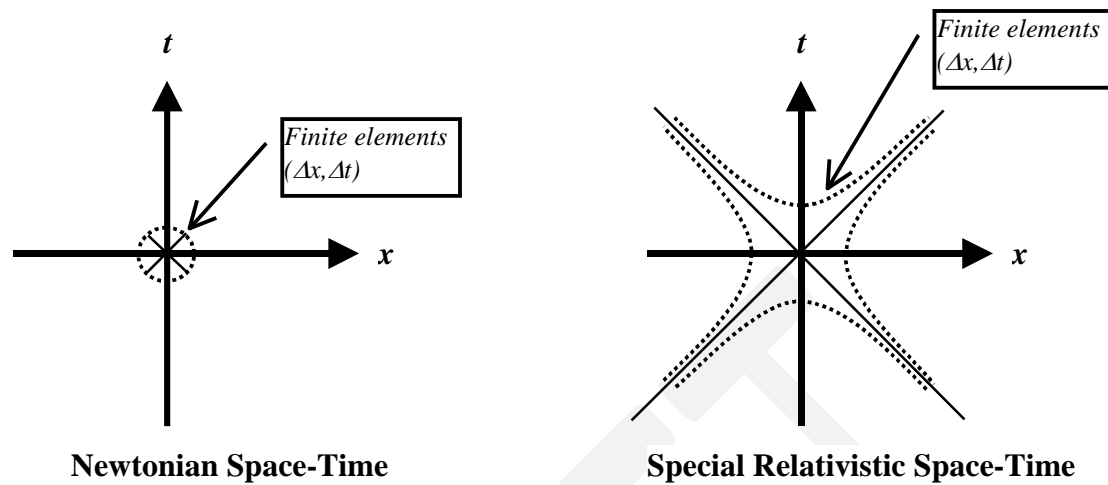 t
Finite elements
(Δx,Δt)
x
Newtonian Space-Time
t
Finite elements
(Δx,Δt)
x
Special Relativistic Space-Time